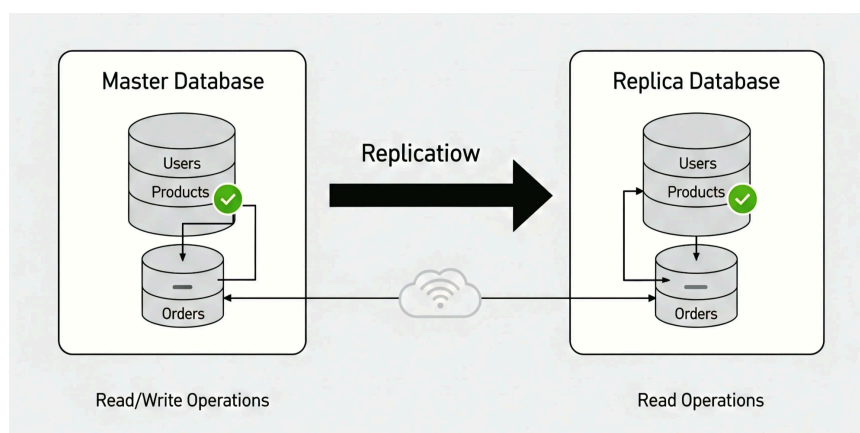 Master Database
Users
Products
Orders
Read/Write Operations
Replicatiow
Replica Database
Users
Products
Orders
Read Operations